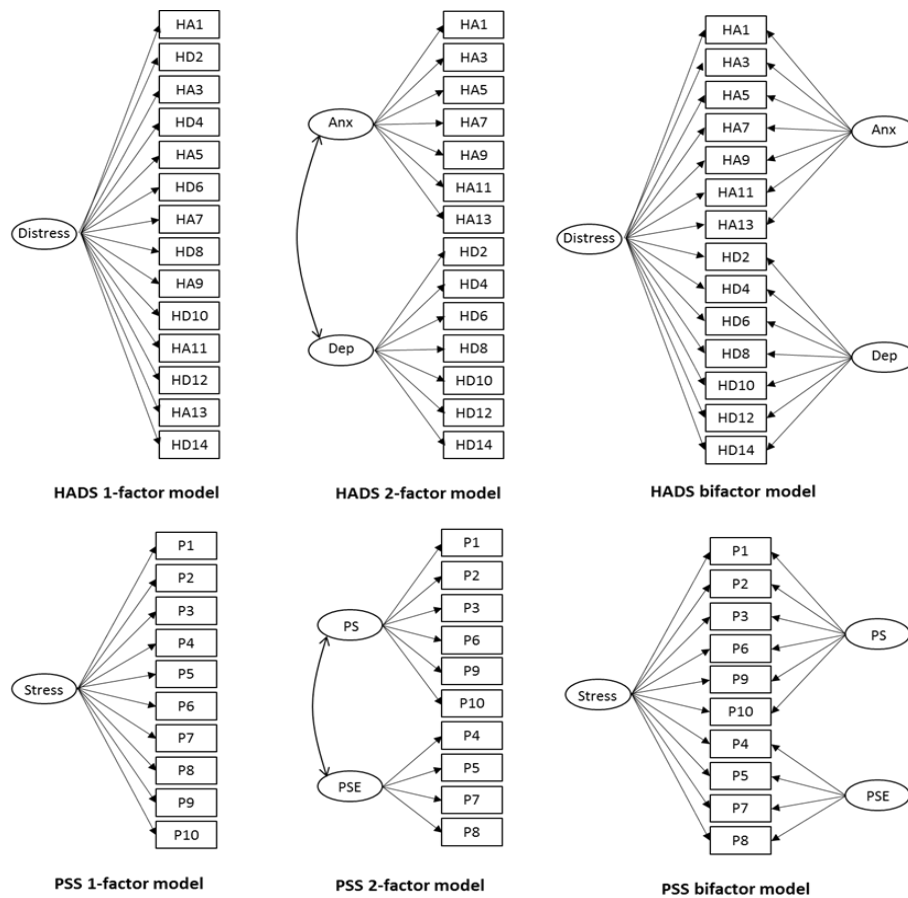 HA1
HD2
HA3
HD4
HA5
HD6
HA7
Distress
HD8
HA9
HD10
HA11
HD12
HA13
HD14
HADS 1-factor model
HA1
HA3
HA5
Anx
HA7
HA9
HA11
HA13
HD2
HD4
HD6
Dep
HD8
HD10
HD12
HD14
HADS 2-factor model
HA1
HA3
HA5
HA7
Anx
HA9
HA11
HA13
Distress
HD2
HD4
HD6
HD8
Dep
HD10
HD12
HD14
HADS bifactor model
P1
P2
P3
P4
P5
Stress
P6
P7
P8
P9
P10
PSS 1-factor model
P1
P2
P3
PS
P6
P9
P10
P4
P5
PSE
P7
P8
PSS 2-factor model
P1
P2
P3
PS
P6
P9
Stress
P10
P4
P5
PSE
P7
P8
PSS bifactor model